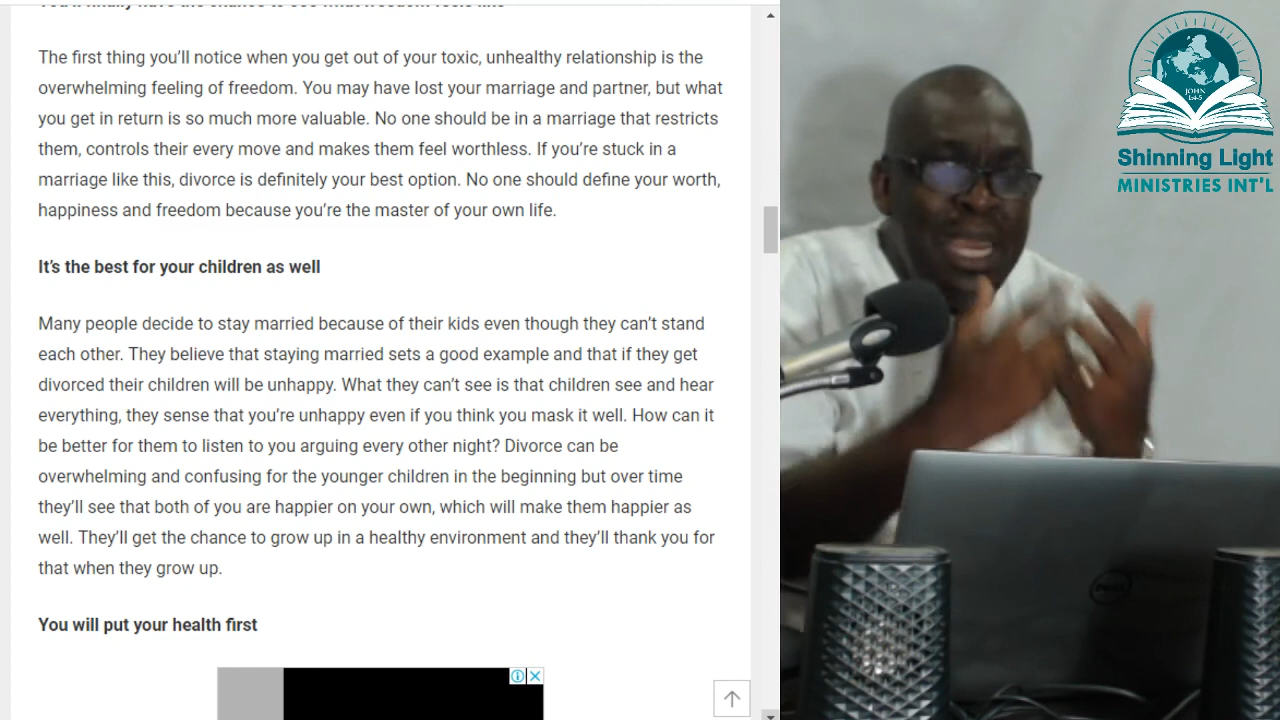 The first thing you'll notice when you get out of your toxic, unhealthy relationship is the
overwhelming feeling of freedom. You may have lost your marriage and partner, but what
you get in return is so much more valuable. No one should be in a marriage that restricts
them, controls their every move and makes them feel worthless. If you're stuck in a
marriage like this, divorce is definitely your best option. No one should define your worth,
happiness and freedom because you're the master of your own life.
It's the best for your children as well
Many people decide to stay married because of their kids even though they can't stand
each other. They believe that staying married sets a good example and that if they get
divorced their children will be unhappy. What they can't see is that children see and hear
everything, they sense that you're unhappy even if you think you mask it well. How can it
be better for them to listen to you arguing every other night? Divorce can be
overwhelming and confusing for the younger children in the beginning but over time
they'll see that both of you are happier on your own, which will make them happier as
well. They'll get the chance to grow up in a healthy environment and they'll thank you for
that when they grow up.
You will put your health first
JOHN
1:4-5
Shinning Light
MINISTRIES INT'L
DELL